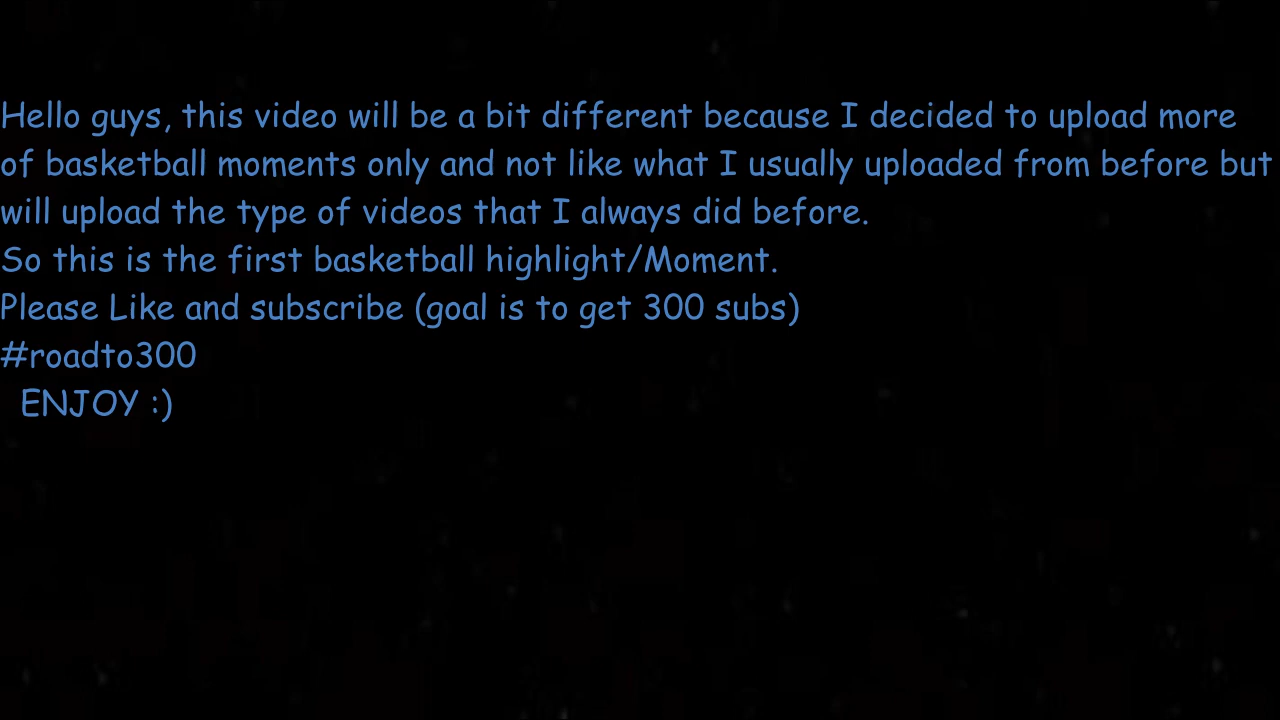 Hello guys, this video will be a bit different because I decided to upload more
of basketball moments only and not like what I usually uploaded from before but
will upload the type of videos that I always did before.
So this is the first basketball highlight/Moment.
Please Like and subscribe (goal is to get 300 subs)
#roadto300
ENJOY :)